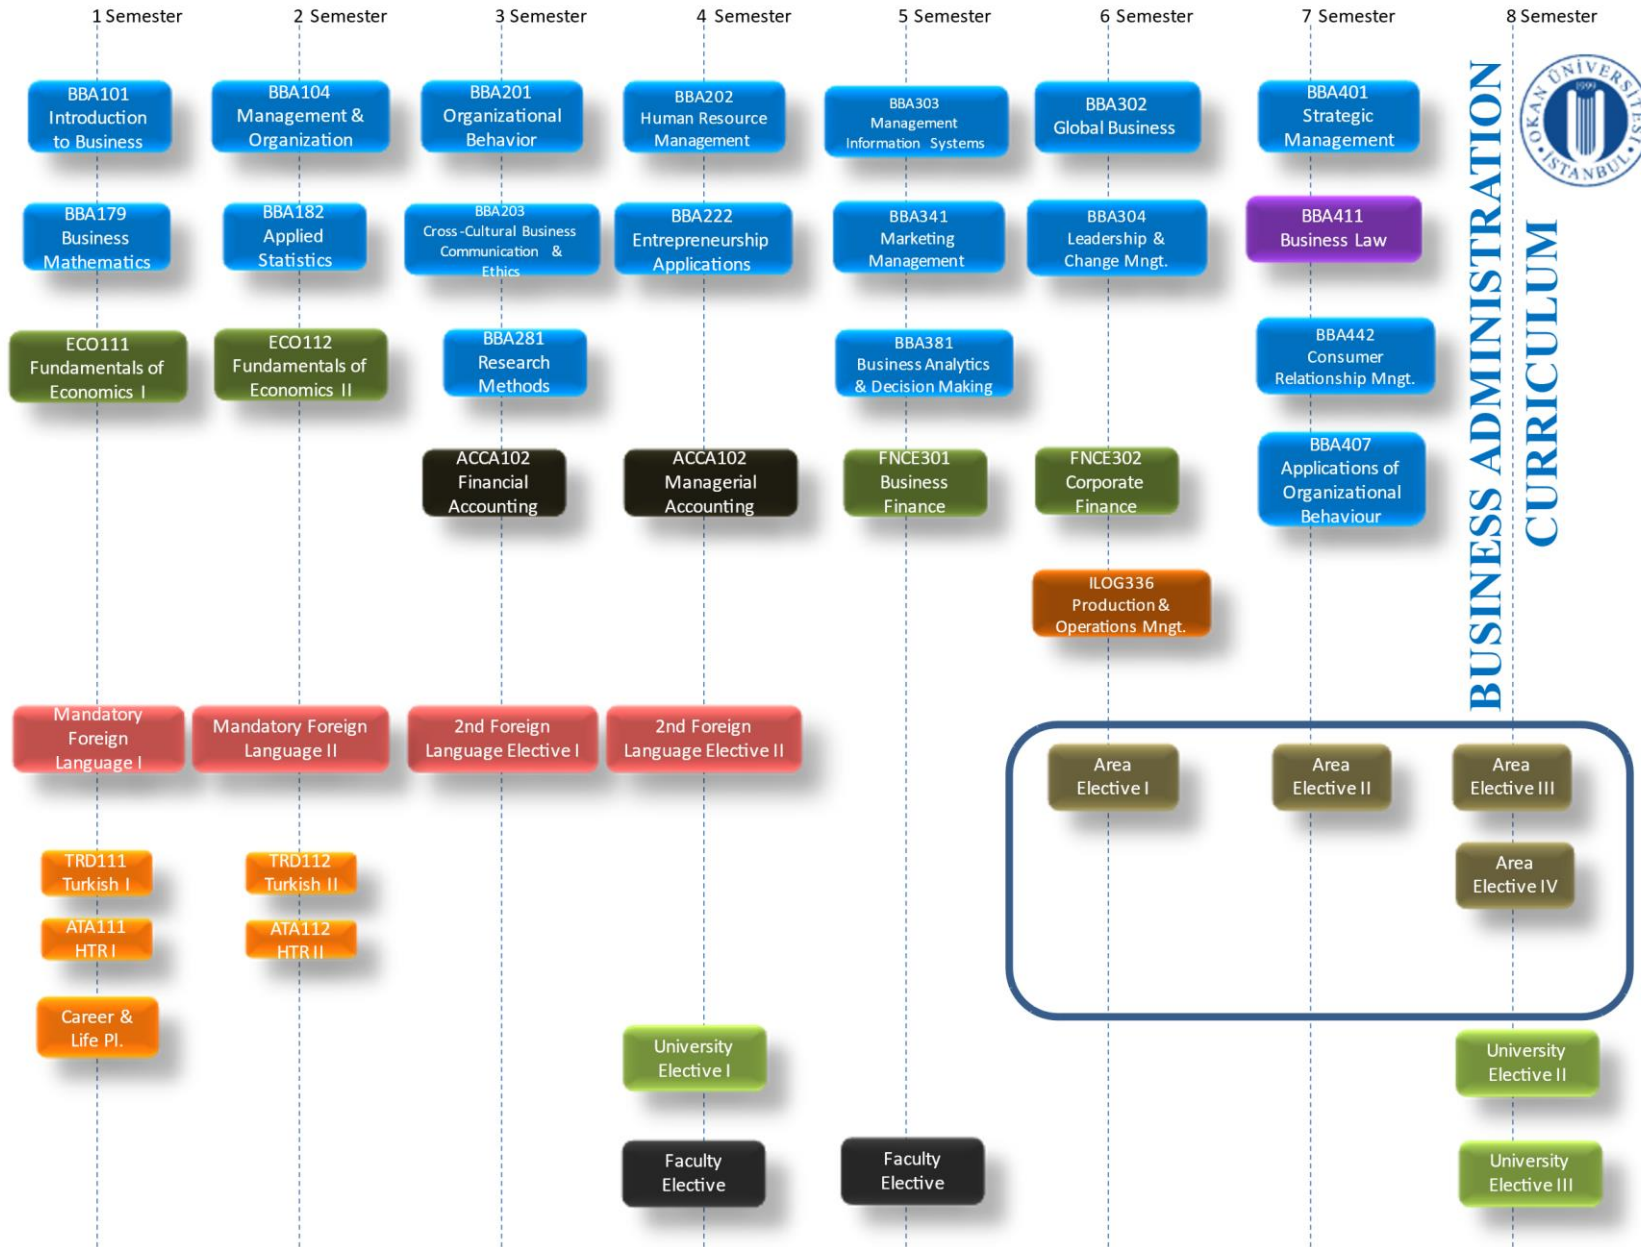 1 Semester
2 Semester
3 Semester
4 Semester
5 Semester
6 Semester
7 Semester
8 Semester
BBA101
Introduction
to Business
BBA104
Management &
Organization
BBA201
Organizational
Behavior
BBA202
Human Resource
Management
BBA303
Management
Information Systems
BBA302
Global Business
BBA401
Strategic
Management
BBA179
Business
Mathematics
BBA182
Applied
Statistics
BBA203
Cross-Cultural Business
Communication &
Ethics
BBA222
Entrepreneurship
Applications
BBA341
Marketing
Management
BBA304
Leadership &
Change Mngt.
BBA411
Business Law
ECO111
Fundamentals of
Economics I
ECO112
Fundamentals of
Economics II
BBA281
Research
Methods
BBA381
Business Analytics
& Decision Making
BBA442
Consumer
Relationship Mngt.
ACCA102
Financial
Accounting
ACCA102
Managerial
Accounting
FNCE301
Business
Finance
FNCE302
Corporate
Finance
BBA407
Applications of
Organizational
Behaviour
ILOG336
Production &
Operations Mngt.
Mandatory
Foreign
Language I
Mandatory Foreign
Language II
2nd Foreign
Language Elective I
2nd Foreign
Language Elective II
Area
Elective I
Area
Elective II
Area
Elective III
Area
Elective IV
TRD111
Turkish I
TRD112
Turkish II
ATA111
HTR I
ATA112
HTR II
Career &
Life Pl.
University
Elective I
University
Elective II
Faculty
Elective
Faculty
Elective
University
Elective III
BUSINESS ADMINISTRATION
CURRICULUM
OKAN ÜNİVERSİTESİ
1999
İSTANBUL